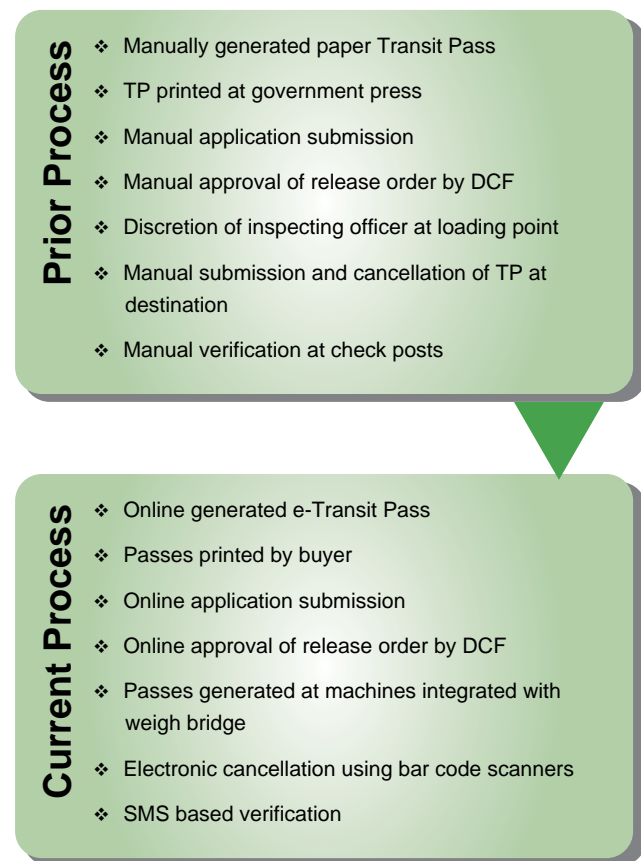 Prior Process
❖ Manually generated paper Transit Pass
❖ TP printed at government press
❖ Manual application submission
❖ Manual approval of release order by DCF
❖ Discretion of inspecting officer at loading point
❖ Manual submission and cancellation of TP at
destination
❖ Manual verification at check posts
Current Process
❖ Online generated e-Transit Pass
❖ Passes printed by buyer
❖ Online application submission
❖ Online approval of release order by DCF
❖ Passes generated at machines integrated with
weigh bridge
❖ Electronic cancellation using bar code scanners
❖ SMS based verification